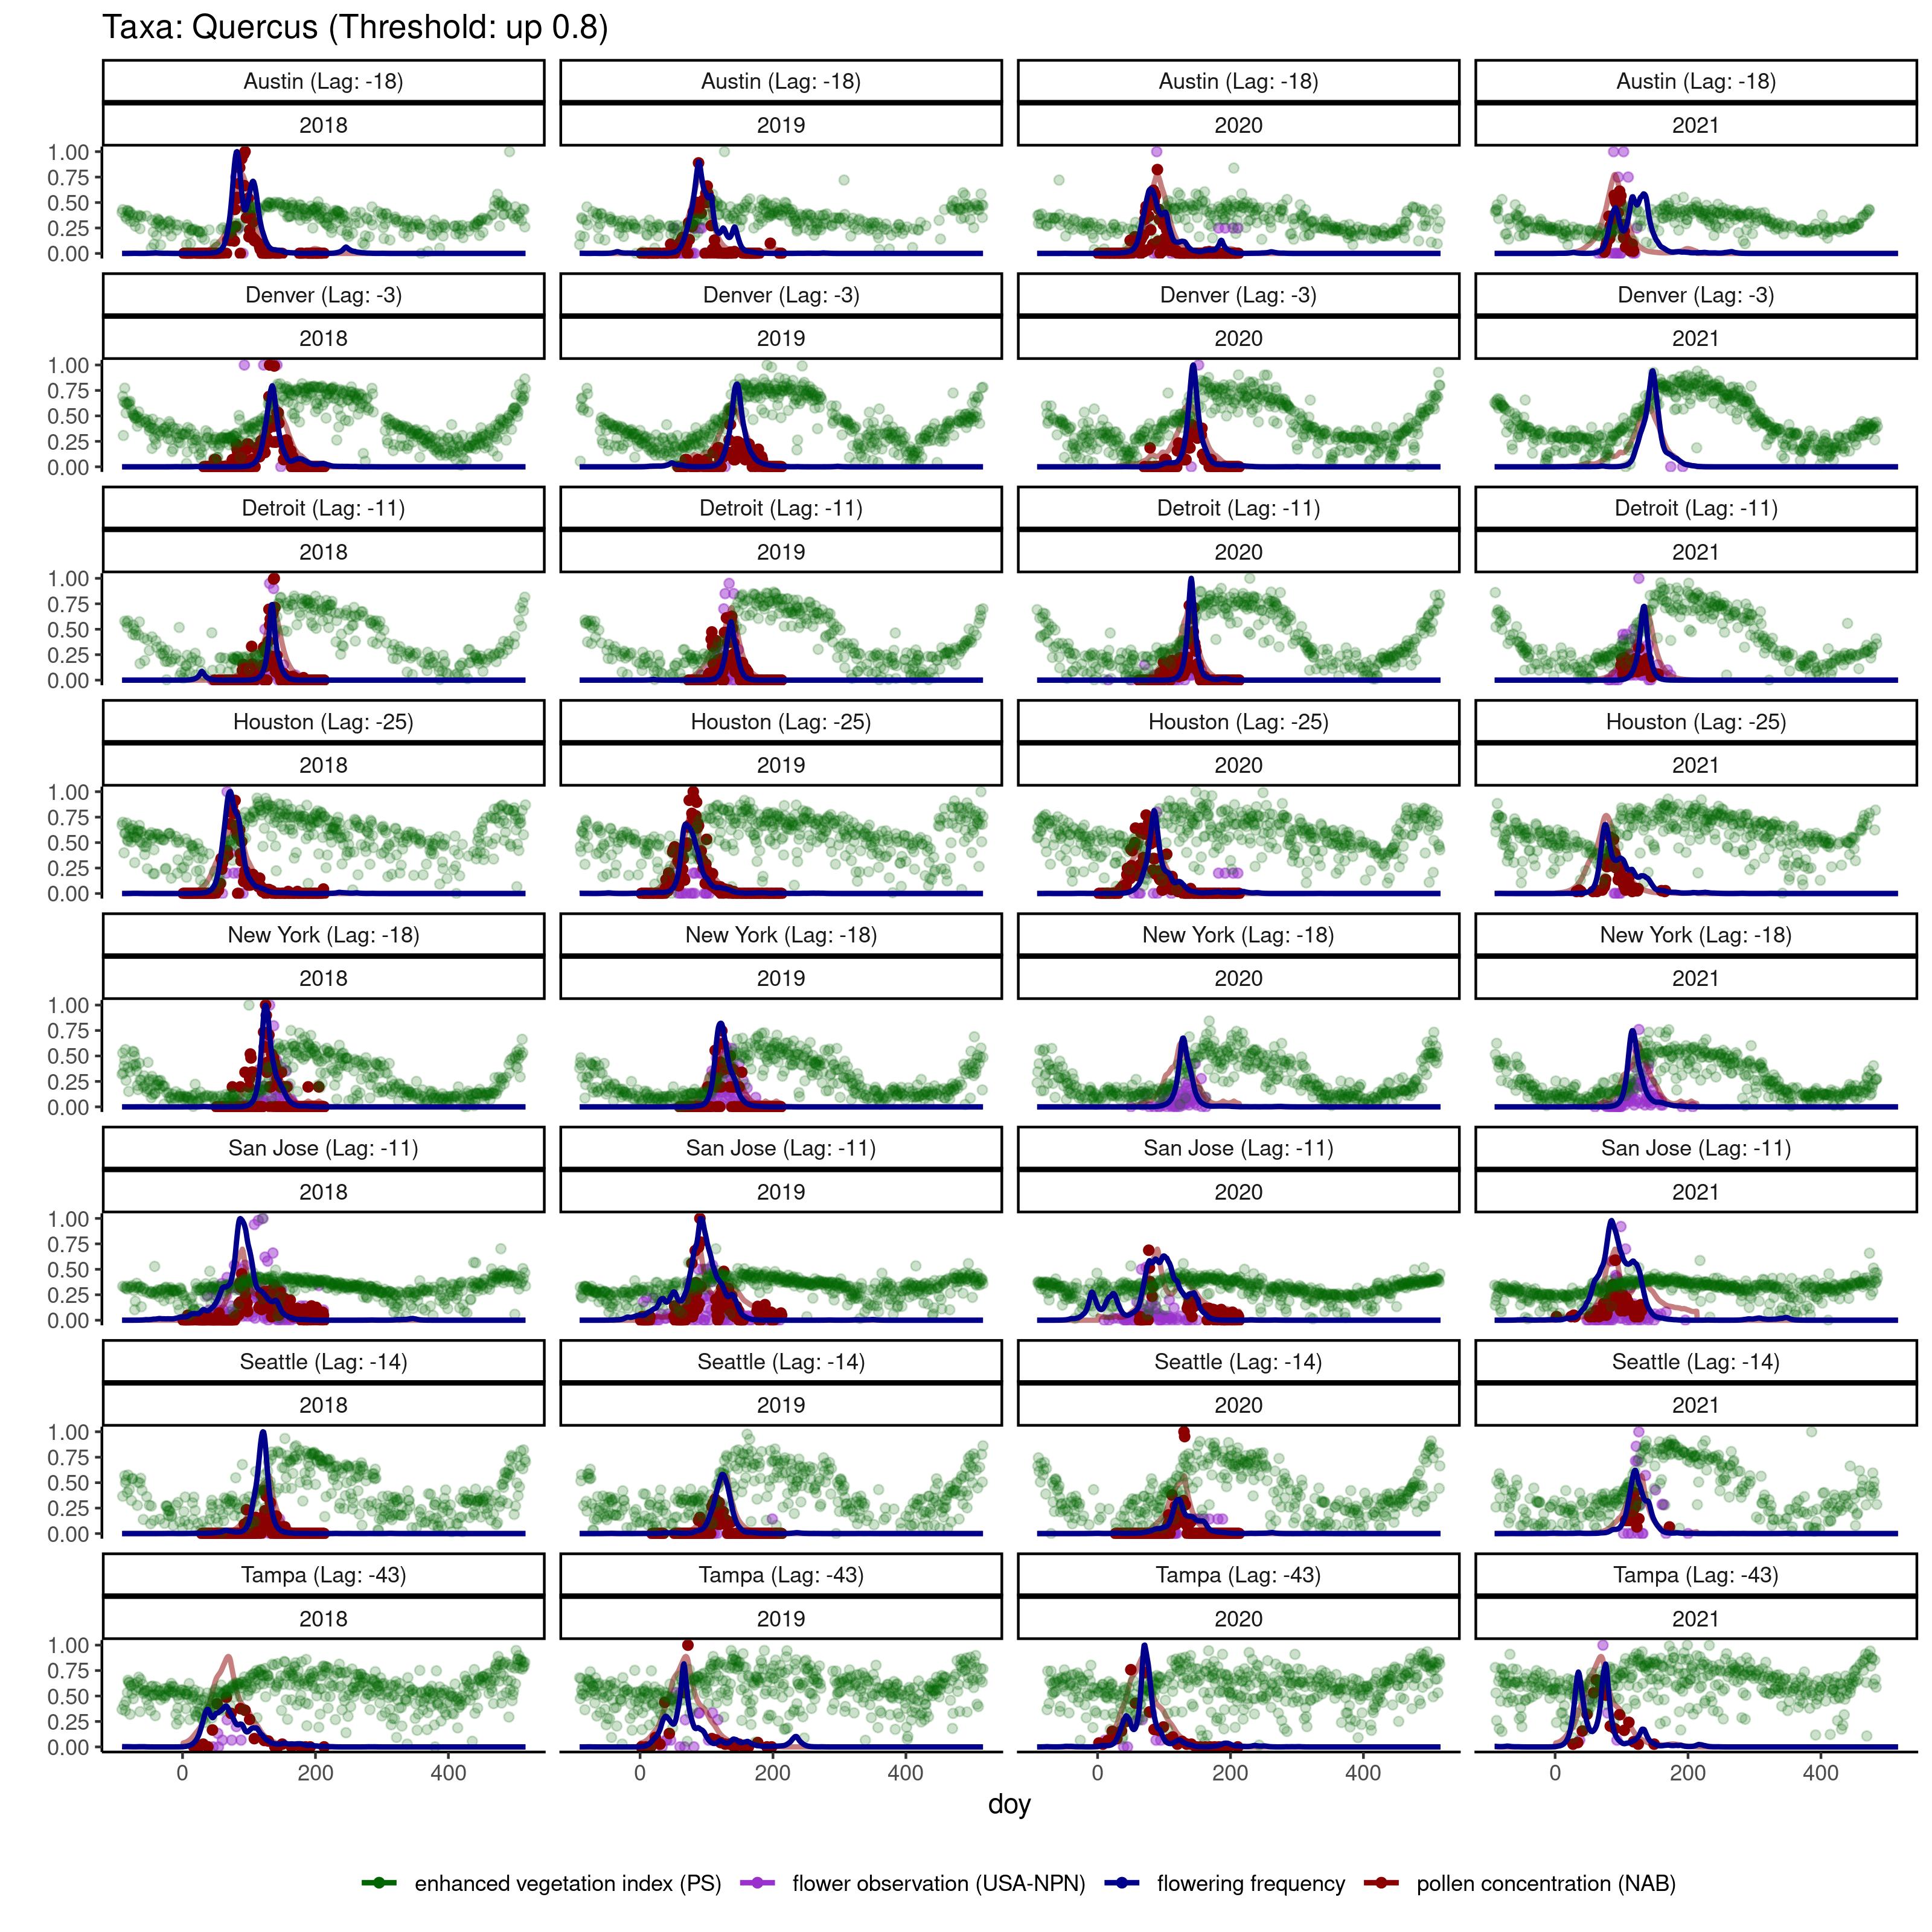 Taxa: Quercus (Threshold: up 0.8)
Austin (Lag: -18) Austin (Lag: -18) Austin (Lag: -18) Austin (Lag: -18)
2018 2019 2020 2021
1.00
0.75
0.50
0.25
0.00
Denver (Lag: -3) Denver (Lag: -3) Denver (Lag: -3) Denver (Lag: -3)
2018 2019 2020 2021
1.00
0.75
0.50
0.25
0.00
Detroit (Lag: -11) Detroit (Lag: -11) Detroit (Lag: -11) Detroit (Lag: -11)
2018 2019 2020 2021
1.00
0.75
0.50
0.25
0.00
Houston (Lag: -25) Houston (Lag: -25) Houston (Lag: -25) Houston (Lag: -25)
2018 2019 2020 2021
1.00
0.75
0.50
0.25
0.00
New York (Lag: -18) New York (Lag: -18) New York (Lag: -18) New York (Lag: -18)
2018 2019 2020 2021
1.00
0.75
0.50
0.25
0.00
San Jose (Lag: -11) San Jose (Lag: -11) San Jose (Lag: -11) San Jose (Lag: -11)
2018 2019 2020 2021
1.00
0.75
0.50
0.25
0.00
Seattle (Lag: -14) Seattle (Lag: -14) Seattle (Lag: -14) Seattle (Lag: -14)
2018 2019 2020 2021
1.00
0.75
0.50
0.25
0.00
Tampa (Lag: -43) Tampa (Lag: -43) Tampa (Lag: -43) Tampa (Lag: -43)
2018 2019 2020 2021
1.00
0.75
0.50
0.25
0.00
0 200 400 0 200 400 0 200 400 0 200 400
doy
enhanced vegetation index (PS) flower observation (USA-NPN) flowering frequency pollen concentration (NAB)